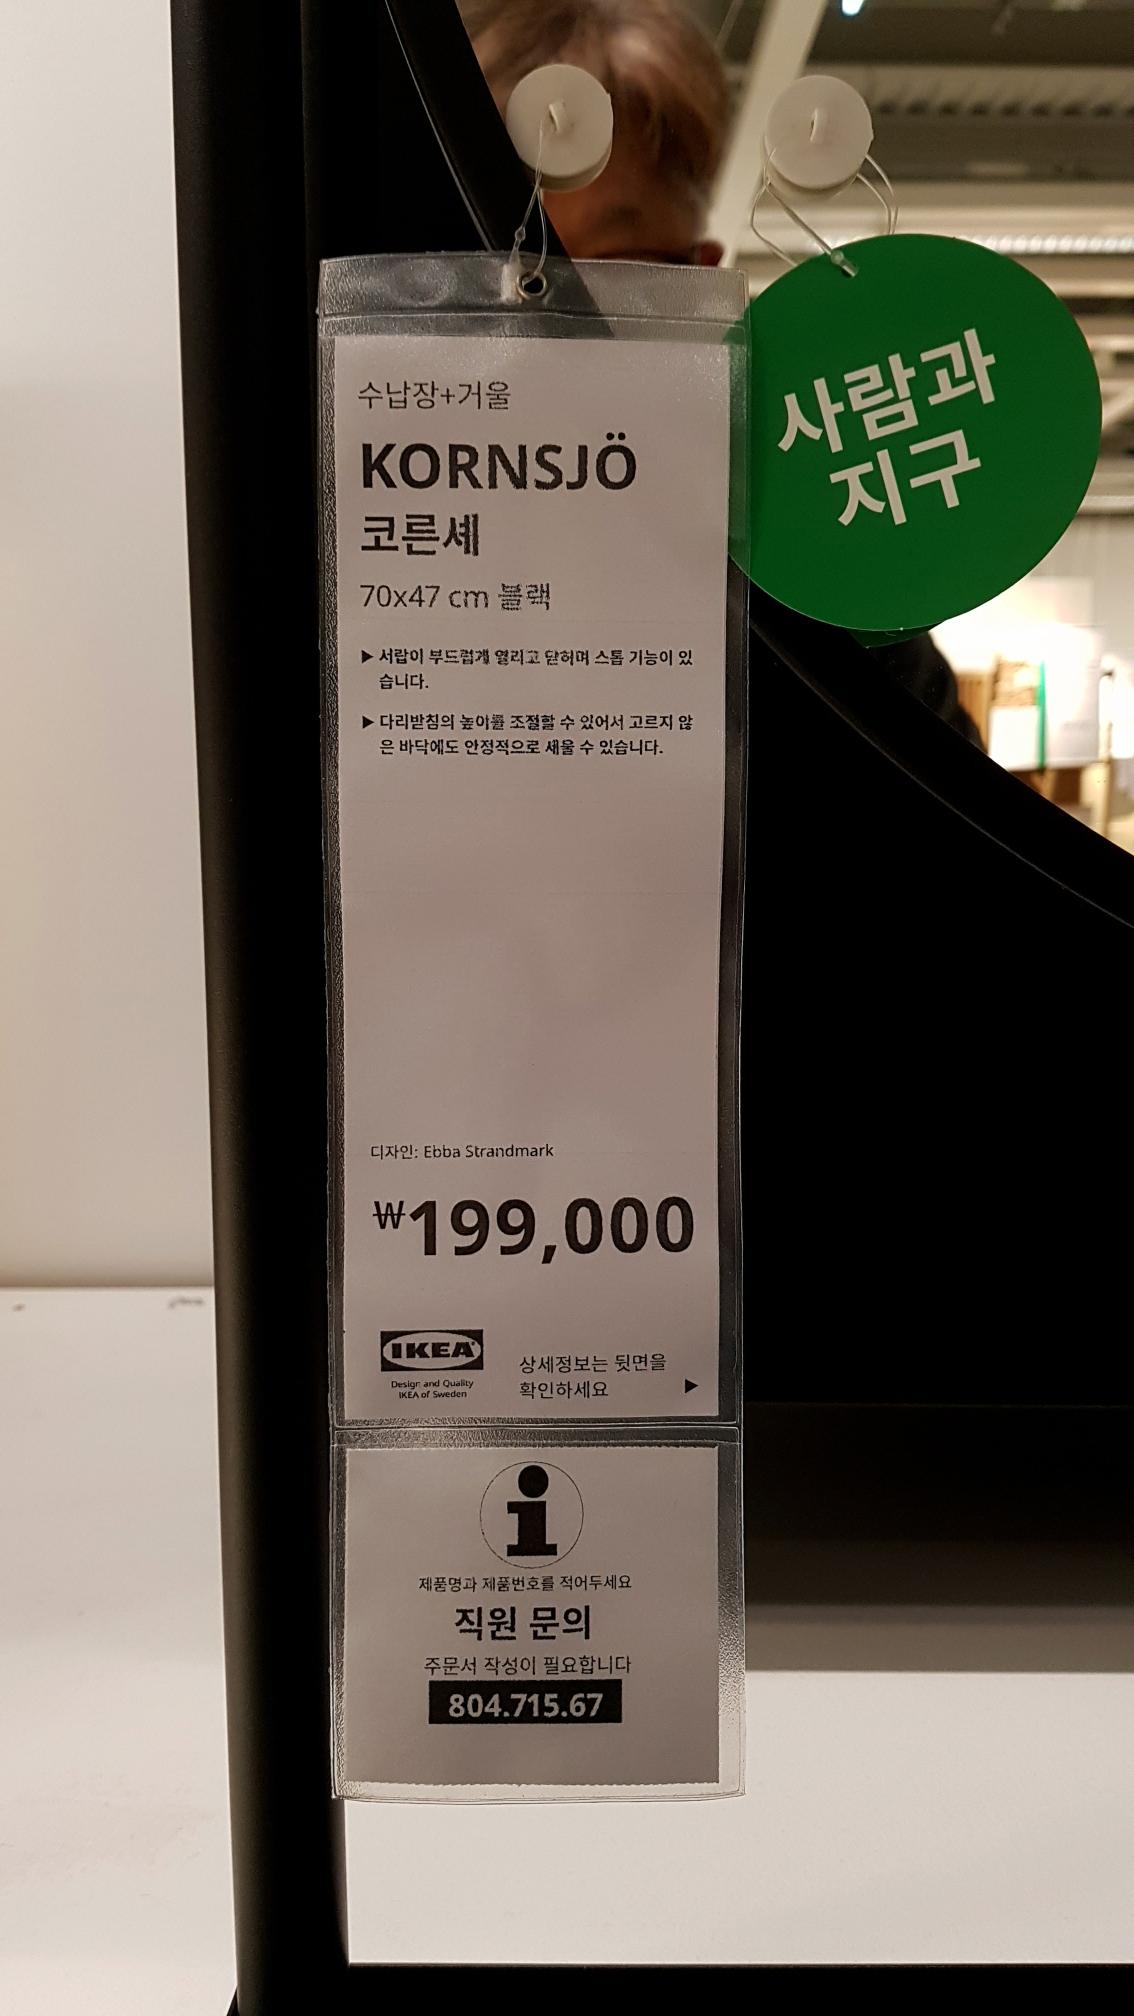 수납장+거울
KORNSJÖ
코른셰
70x47 cm 블랙
▶ 서랍이 부드럽게 열리고 닫히며 스톱 기능이 있
습니다.
▶ 다리받침의 높이를 조절할 수 있어서 고르지 않
은 바닥에도 안정적으로 세울 수 있습니다.
디자인: Ebba Strandmark
₩199,000
IKEA
Design and Quality
IKEA of Sweden
상세정보는 뒷면을
확인하세요 ▶
i
제품명과 제품번호를 적어두세요
직원 문의
주문서 작성이 필요합니다
804.715.67
사람과
지구